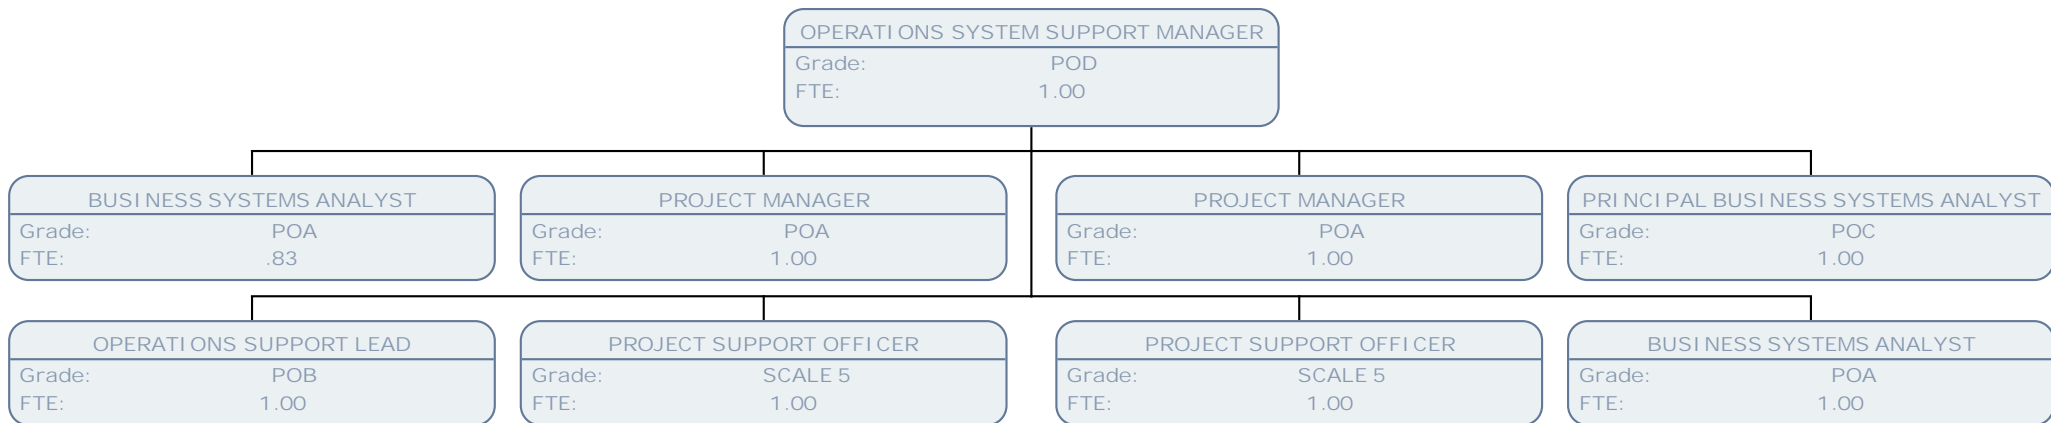 OPERATIONS SYSTEM SUPPORT MANAGER
Grade: POD
FTE: 1.00
BUSINESS SYSTEMS ANALYST
Grade: POA
FTE: .83
PROJECT MANAGER
Grade: POA
FTE: 1.00
PROJECT MANAGER
Grade: POA
FTE: 1.00
PRINCIPAL BUSINESS SYSTEMS ANALYST
Grade: POC
FTE: 1.00
OPERATIONS SUPPORT LEAD
Grade: POB
FTE: 1.00
PROJECT SUPPORT OFFICER
Grade: SCALE 5
FTE: 1.00
PROJECT SUPPORT OFFICER
Grade: SCALE 5
FTE: 1.00
BUSINESS SYSTEMS ANALYST
Grade: POA
FTE: 1.00